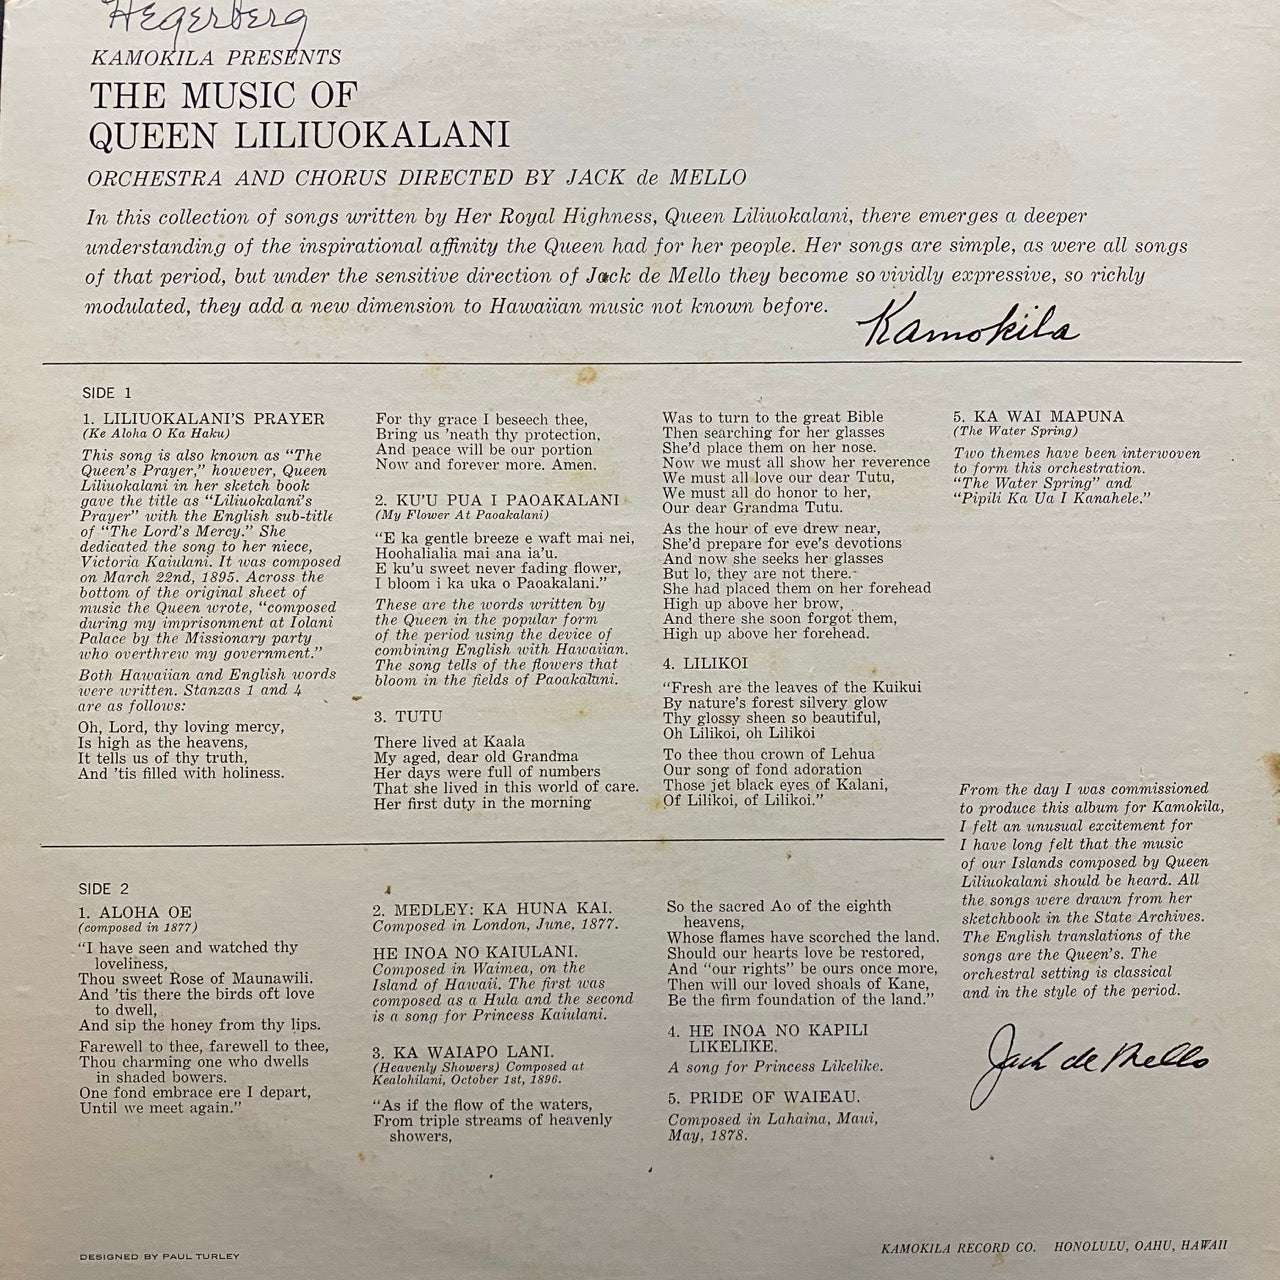 Hegerberg
KAMOKILA PRESENTS
THE MUSIC OF
QUEEN LILIUOKALANI
ORCHESTRA AND CHORUS DIRECTED BY JACK de MELLO
In this collection of songs written by Her Royal Highness, Queen Liliuokalani, there emerges a deeper
understanding of the inspirational affinity the Queen had for her people. Her songs are simple, as were all songs
of that period, but under the sensitive direction of Jack de Mello they become so vividly expressive, so richly
modulated, they add a new dimension to Hawaiian music not known before.
Kamokila
SIDE 1
1. LILIUOKALANI'S PRAYER
(Ke Aloha O Ka Haku)
This song is also known as “The
Queen's Prayer,” however, Queen
Liliuokalani in her sketch book
gave the title as “Liliuokalani's
Prayer” with the English sub-title
of “The Lord's Mercy.” She
dedicated the song to her niece,
Victoria Kaiulani. It was composed
on March 22nd, 1895. Across the
bottom of the original sheet of
music the Queen wrote, “composed
during my imprisonment at Iolani
Palace by the Missionary party
who overthrew my government.”
Both Hawaiian and English words
were written. Stanzas 1 and 4
are as follows:
Oh, Lord, thy loving mercy,
Is high as the heavens,
It tells us of thy truth,
And 'tis filled with holiness.
For thy grace I beseech thee,
Bring us 'neath thy protection,
And peace will be our portion
Now and forever more. Amen.
2. KU'U PUA I PAOAKALANI
(My Flower At Paoakalani)
“E ka gentle breeze e waft mai nei,
Hoohalialia mai ana ia'u.
E ku'u sweet never fading flower,
I bloom i ka uka o Paoakalani.”
These are the words written by
the Queen in the popular form
of the period using the device of
combining English with Hawaiian.
The song tells of the flowers that
bloom in the fields of Paoakalani.
3. TUTU
There lived at Kaala
My aged, dear old Grandma
Her days were full of numbers
That she lived in this world of care.
Her first duty in the morning
Was to turn to the great Bible
Then searching for her glasses
She'd place them on her nose.
Now we must all show her reverence
We must all love our dear Tutu,
We must all do honor to her,
Our dear Grandma Tutu.
As the hour of eve drew near,
She'd prepare for eve's devotions
And now she seeks her glasses
But lo, they are not there.
She had placed them on her forehead
High up above her brow,
And there she soon forgot them,
High up above her forehead.
4. LILIKOI
“Fresh are the leaves of the Kuikui
By nature's forest silvery glow
Thy glossy sheen so beautiful,
Oh Lilikoi, oh Lilikoi
To thee thou crown of Lehua
Our song of fond adoration
Those jet black eyes of Kalani,
Of Lilikoi, of Lilikoi.”
5. KA WAI MAPUNA
(The Water Spring)
Two themes have been interwoven
to form this orchestration.
“The Water Spring” and
“Pipili Ka Ua I Kanahele.”
From the day I was commissioned
to produce this album for Kamokila,
I felt an unusual excitement for
I have long felt that the music
of our Islands composed by Queen
Liliuokalani should be heard. All
the songs were drawn from her
sketchbook in the State Archives.
The English translations of the
songs are the Queen's. The
orchestral setting is classical
and in the style of the period.
Jack de Mello
SIDE 2
1. ALOHA OE
(composed in 1877)
“I have seen and watched thy
loveliness,
Thou sweet Rose of Maunawili.
And 'tis there the birds oft love
to dwell,
And sip the honey from thy lips.
Farewell to thee, farewell to thee,
Thou charming one who dwells
in shaded bowers.
One fond embrace ere I depart,
Until we meet again.”
2. MEDLEY: KA HUNA KAI.
Composed in London, June, 1877.
HE INOA NO KAIULANI.
Composed in Waimea, on the
Island of Hawaii. The first was
composed as a Hula and the second
is a song for Princess Kaiulani.
3. KA WAIAPO LANI.
(Heavenly Showers) Composed at
Kealohilani, October 1st, 1896.
“As if the flow of the waters,
From triple streams of heavenly
showers,
So the sacred Ao of the eighth
heavens,
Whose flames have scorched the land.
Should our hearts love be restored,
And “our rights” be ours once more,
Then will our loved shoals of Kane,
Be the firm foundation of the land.”
4. HE INOA NO KAPILI
LIKELIKE.
A song for Princess Likelike.
5. PRIDE OF WAIEAU.
Composed in Lahaina, Maui,
May, 1878.
DESIGNED BY PAUL TURLEY
KAMOKILA RECORD CO. HONOLULU, OAHU, HAWAII